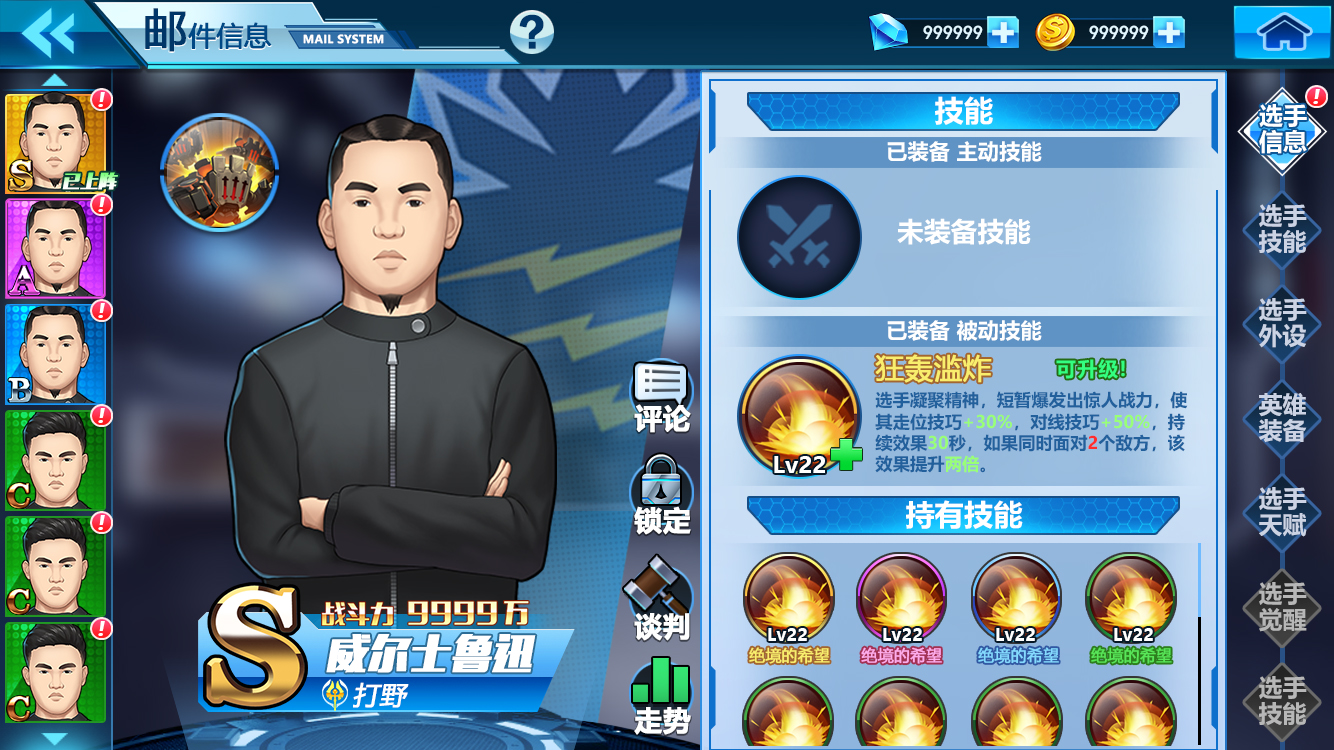 邮件信息
MAIL SYSTEM
?
999999
999999
S
已上阵
A
B
C
C
C
评论
锁定
谈判
走势
S
战斗力 9999万
威尔士鲁迅
打野
技能
已装备 主动技能
未装备技能
已装备 被动技能
狂轰滥炸
可升级!
选手凝聚精神，短暂爆发出惊人战力，使
其走位技巧+30%，对线技巧+50%，持
续效果30秒，如果同时面对2个敌方，该
效果提升两倍。
Lv22
持有技能
Lv22
绝境的希望
Lv22
绝境的希望
Lv22
绝境的希望
Lv22
绝境的希望
选手
信息
选手
技能
选手
外设
英雄
装备
选手
天赋
选手
觉醒
选手
技能